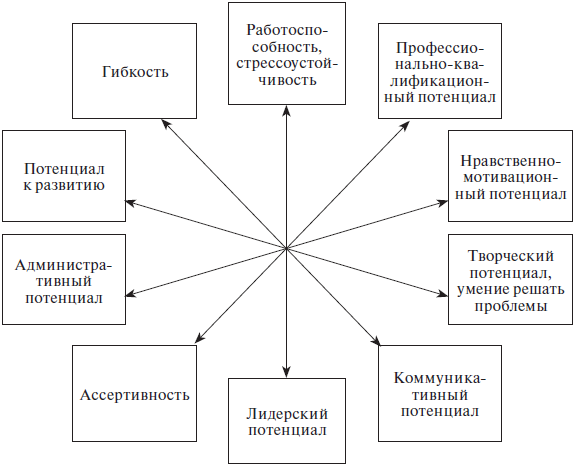 Работоспо-
собность,
стрессоустой-
чивость
Профессио-
нально-ква-
лификацион-
ный потенциал
Нравственно-
мотивацион-
ный потенциал
Творческий
потенциал,
умение решать
проблемы
Коммуника-
тивный
потенциал
Лидерский
потенциал
Ассертивность
Администра-
тивный
потенциал
Потенциал
к развитию
Гибкость